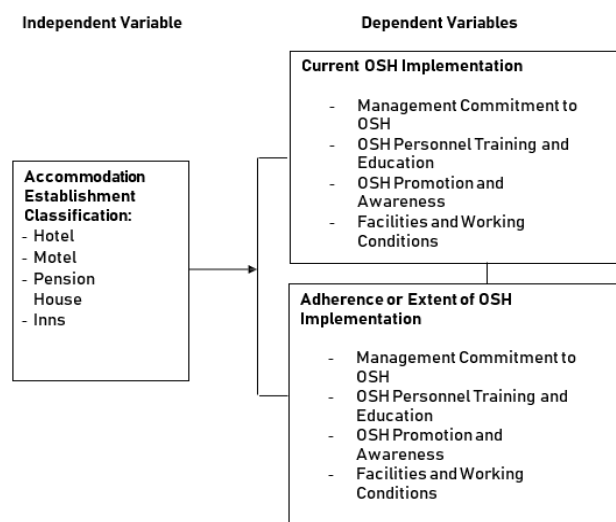 Independent Variable
Dependent Variables
Accommodation
Establishment
Classification:
- Hotel
- Motel
- Pension
House
- Inns
Current OSH Implementation
- Management Commitment to
OSH
- OSH Personnel Training and
Education
- OSH Promotion and
Awareness
- Facilities and Working
Conditions
Adherence or Extent of OSH
Implementation
- Management Commitment to
OSH
- OSH Personnel Training and
Education
- OSH Promotion and
Awareness
- Facilities and Working
Conditions